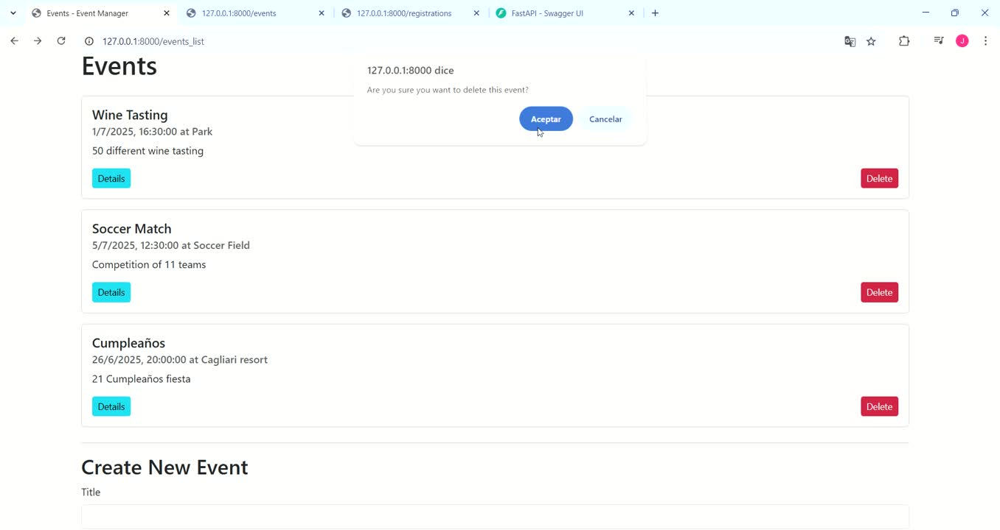 Events - Event Manager
127.0.0.1:8000/events
127.0.0.1:8000/registrations
FastAPI - Swagger UI
127.0.0.1:8000/events_list
J
Events
127.0.0.1:8000 dice
Are you sure you want to delete this event?
Aceptar Cancelar
Wine Tasting
1/7/2025, 16:30:00 at Park
50 different wine tasting
Details Delete
Soccer Match
5/7/2025, 12:30:00 at Soccer Field
Competition of 11 teams
Details Delete
Cumpleaños
26/6/2025, 20:00:00 at Cagliari resort
21 Cumpleaños fiesta
Details Delete
Create New Event
Title